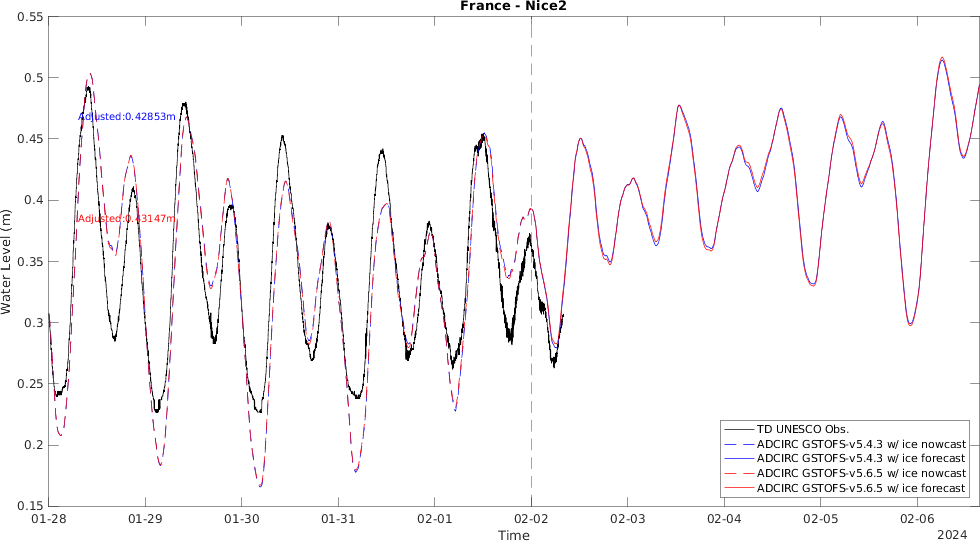 France - Nice2
0.55
0.5
0.45
0.4
0.35
0.3
0.25
0.2
0.15
Water Level (m)
Adjusted:0.42853m
Adjusted:0.43147m
TD UNESCO Obs.
ADCIRC GSTOFS-v5.4.3 w/ ice nowcast
ADCIRC GSTOFS-v5.4.3 w/ ice forecast
ADCIRC GSTOFS-v5.6.5 w/ ice nowcast
ADCIRC GSTOFS-v5.6.5 w/ ice forecast
01-28 01-29 01-30 01-31 02-01 02-02 02-03 02-04 02-05 02-06
Time
2024